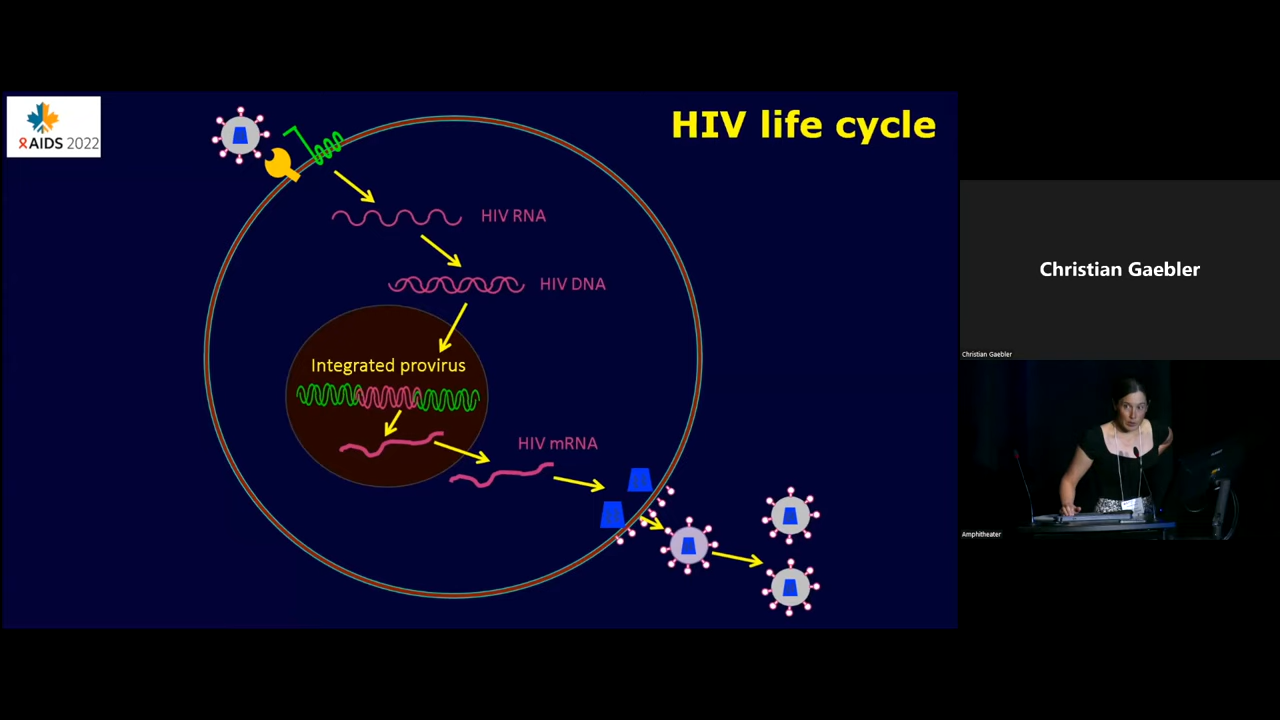 AIDS 2022
HIV life cycle
HIV RNA
HIV DNA
Integrated provirus
HIV mRNA
Christian Gaebler
Christian Gaebler
Amphitheater